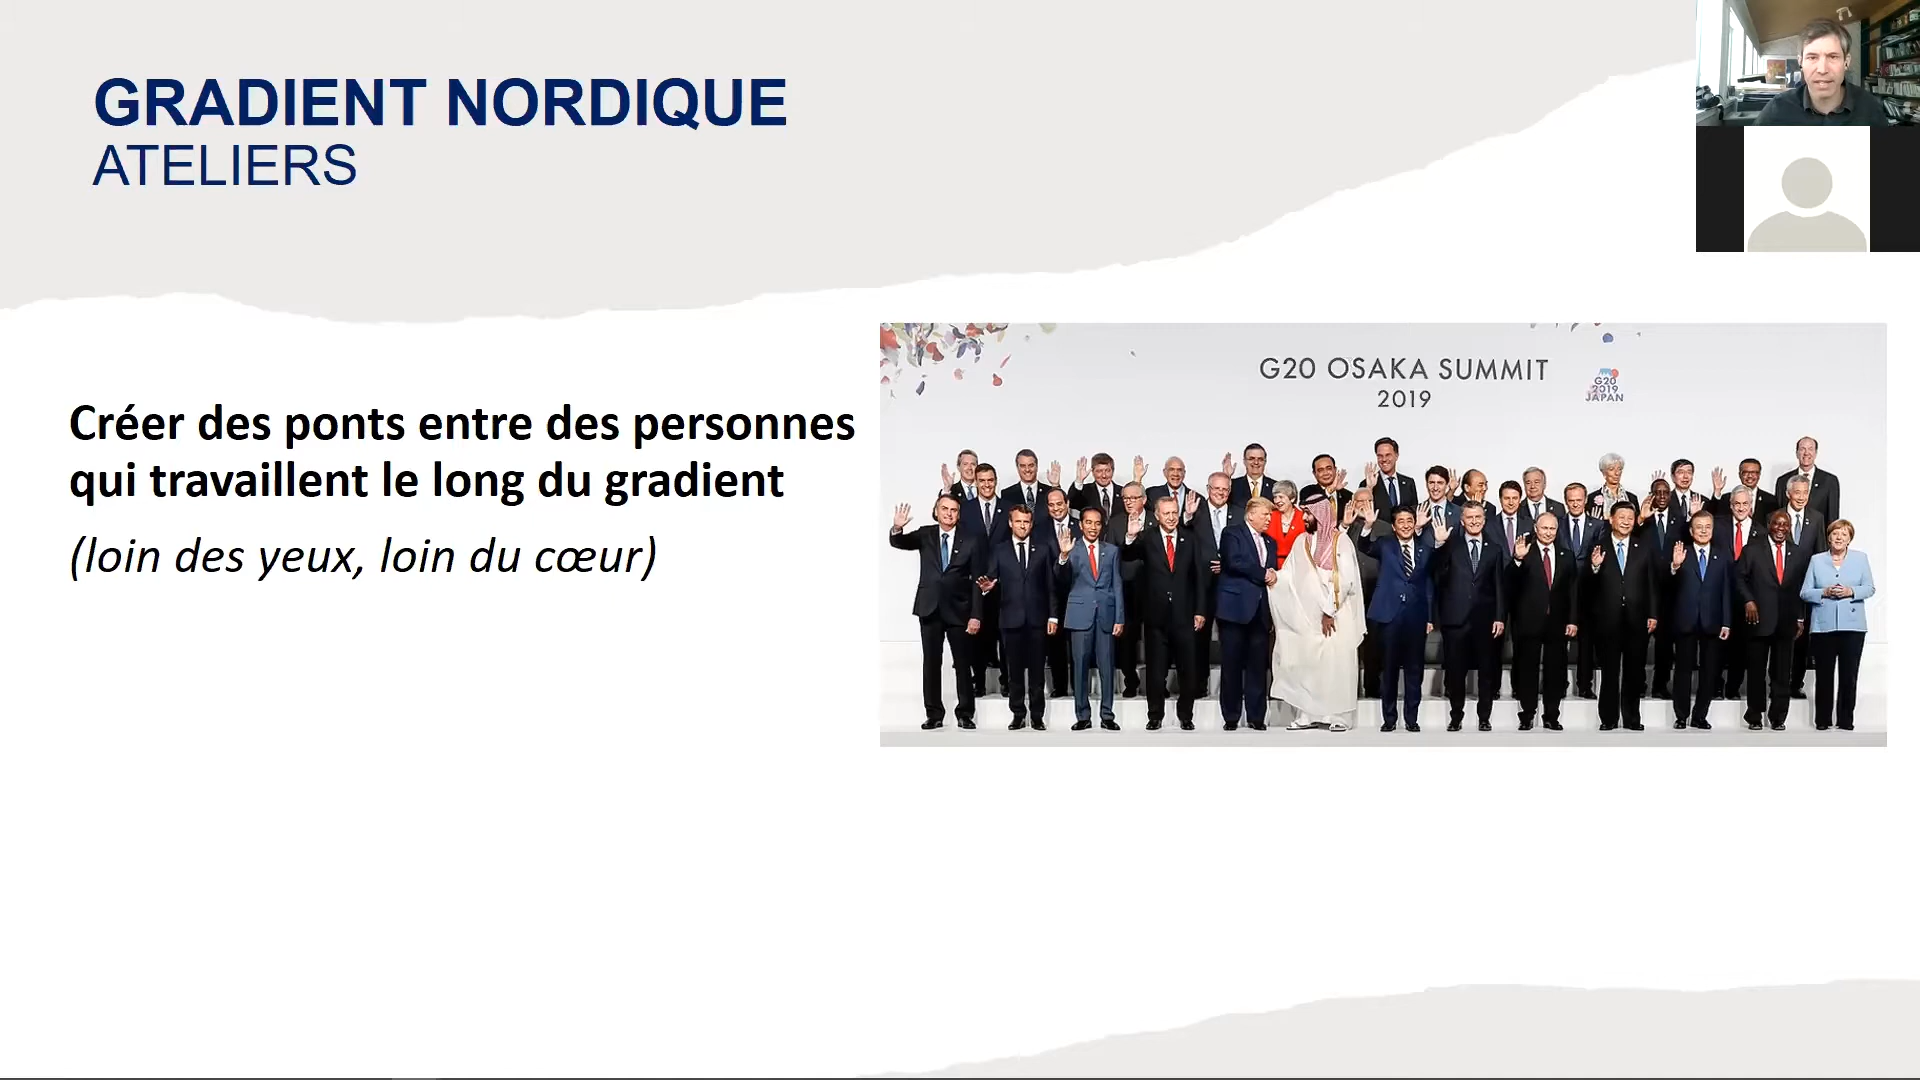 GRADIENT NORDIQUE
ATELIERS
Créer des ponts entre des personnes
qui travaillent le long du gradient
(loin des yeux, loin du cœur)
G20 OSAKA SUMMIT
2019
G20
2019
JAPAN